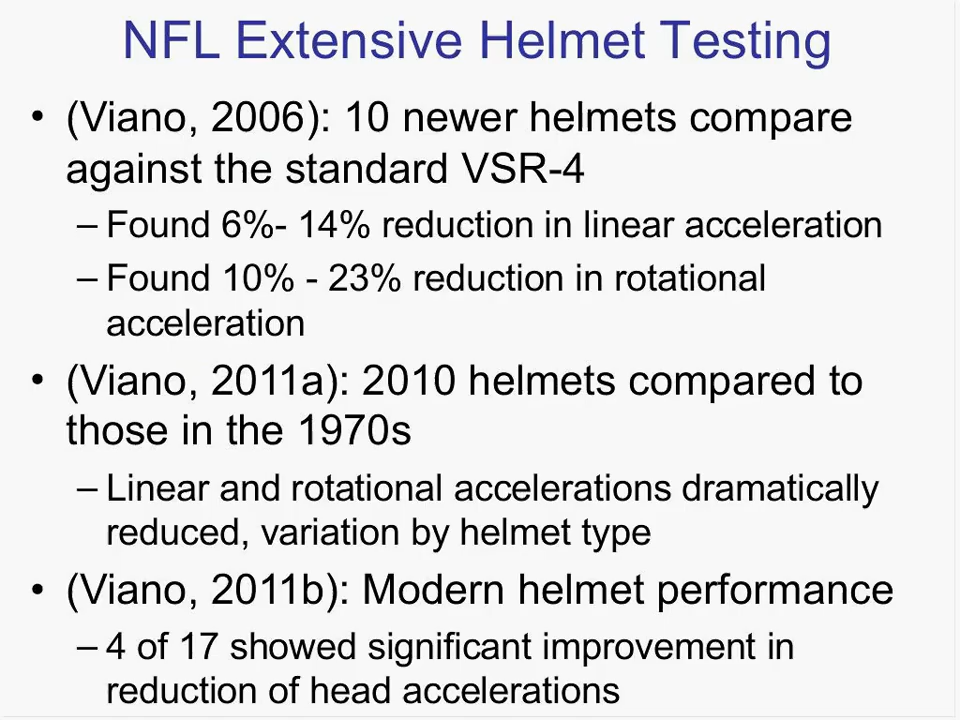 NFL Extensive Helmet Testing
• (Viano, 2006): 10 newer helmets compare
against the standard VSR-4
– Found 6%- 14% reduction in linear acceleration
– Found 10% - 23% reduction in rotational
acceleration
• (Viano, 2011a): 2010 helmets compared to
those in the 1970s
– Linear and rotational accelerations dramatically
reduced, variation by helmet type
• (Viano, 2011b): Modern helmet performance
– 4 of 17 showed significant improvement in
reduction of head accelerations